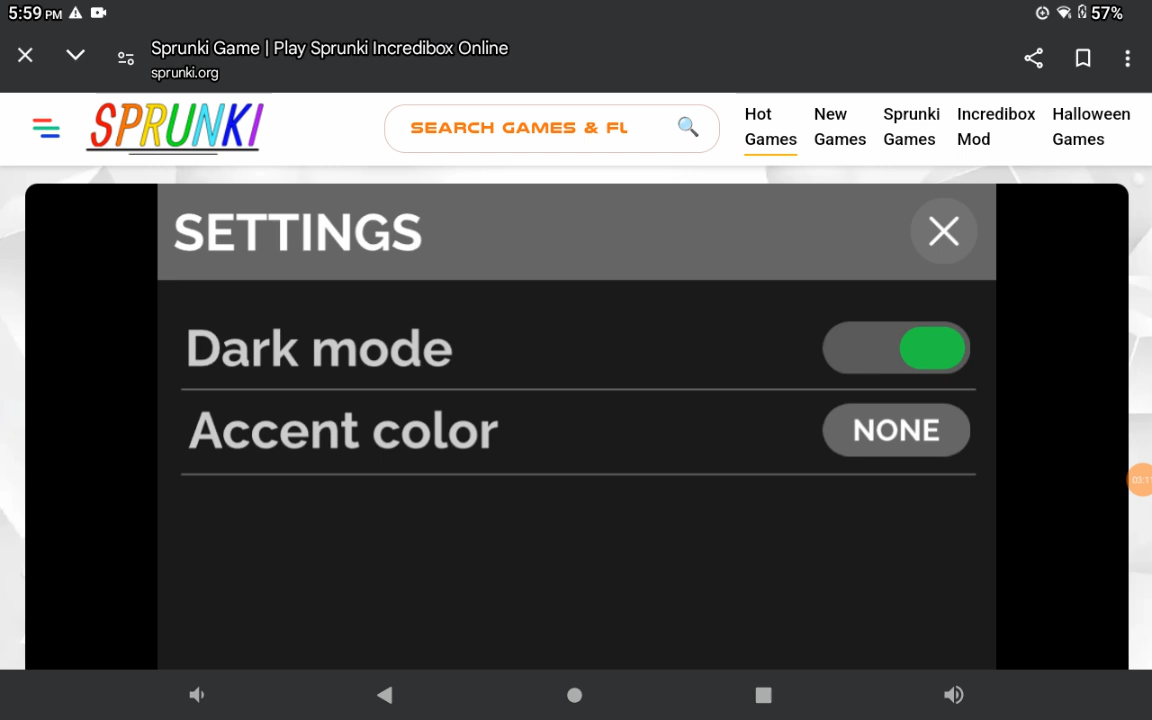 5:59 PM
57%
Sprunki Game | Play Sprunki Incredibox Online
sprunki.org
SPRUNKI
SEARCH GAMES & FL
Hot Games
New Games
Sprunki Games
Incredibox Mod
Halloween Games
SETTINGS
Dark mode
Accent color
NONE